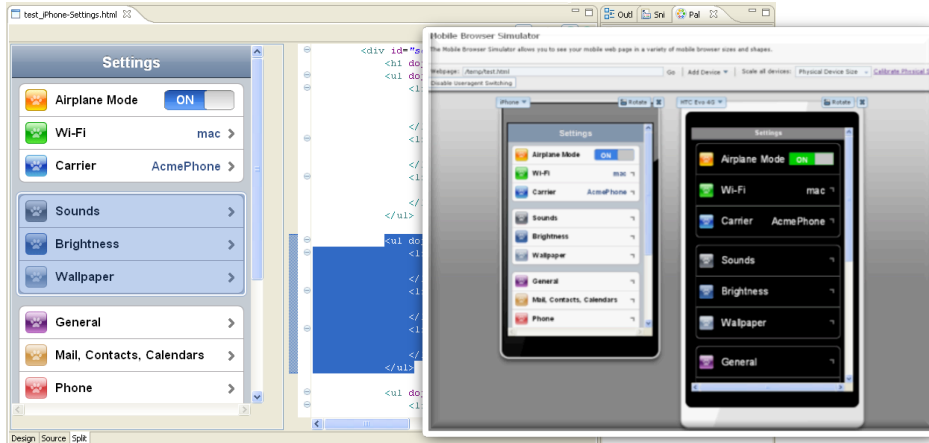 test_iPhone-Settings.html
Outl
Sni
Pal
Settings
Airplane Mode ON
Wi-Fi mac
Carrier AcmePhone
Sounds
Brightness
Wallpaper
General
Mail, Contacts, Calendars
Phone
Design Source Split
<div id="s
<h1 do
<ul do
<l
</
<l
</
<l
</
</ul>
<ul do
<l
</
<l
</
<l
</
</ul>
<ul do
<l
Mobile Browser Simulator
The Mobile Browser Simulator allows you to see your mobile web page in a variety of mobile browser sizes and shapes.
Webpage: /temp/test.html Go Add Device Scale all devices: Physical Device Size Calibrate Physical
Disable Useragent Switching
iPhone Rotate
Settings
Airplane Mode ON
Wi-Fi mac
Carrier AcmePhone
Sounds
Brightness
Wallpaper
General
Mail, Contacts, Calendars
Phone
HTC Evo 4G Rotate
Settings
Airplane Mode ON
Wi-Fi mac
Carrier AcmePhone
Sounds
Brightness
Wallpaper
General